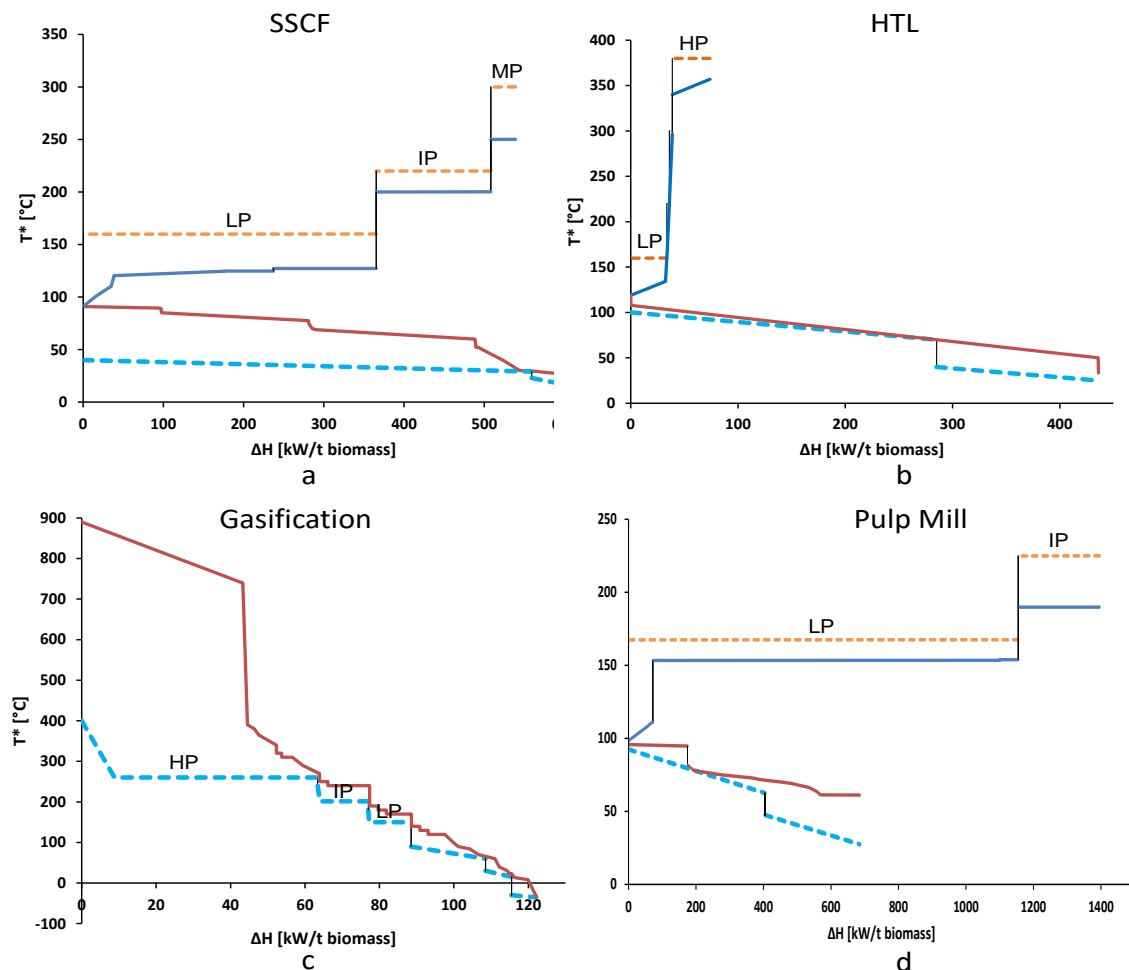 SSCF
350
300
250
200
150
100
50
0
T* [°C]
MP
IP
LP
0 100 200 300 400 500
ΔH [kW/t biomass]
a
HTL
400
350
300
250
200
150
100
50
0
T* [°C]
HP
LP
0 100 200 300 400
ΔH [kW/t biomass]
b
Gasification
900
800
700
600
500
400
300
200
100
0
-100
T* [°C]
HP
IP
LP
0 20 40 60 80 100 120
ΔH [kW/t biomass]
c
Pulp Mill
250
200
150
100
50
0
IP
LP
0 200 400 600 800 1000 1200 1400
ΔH [kW/t biomass]
d